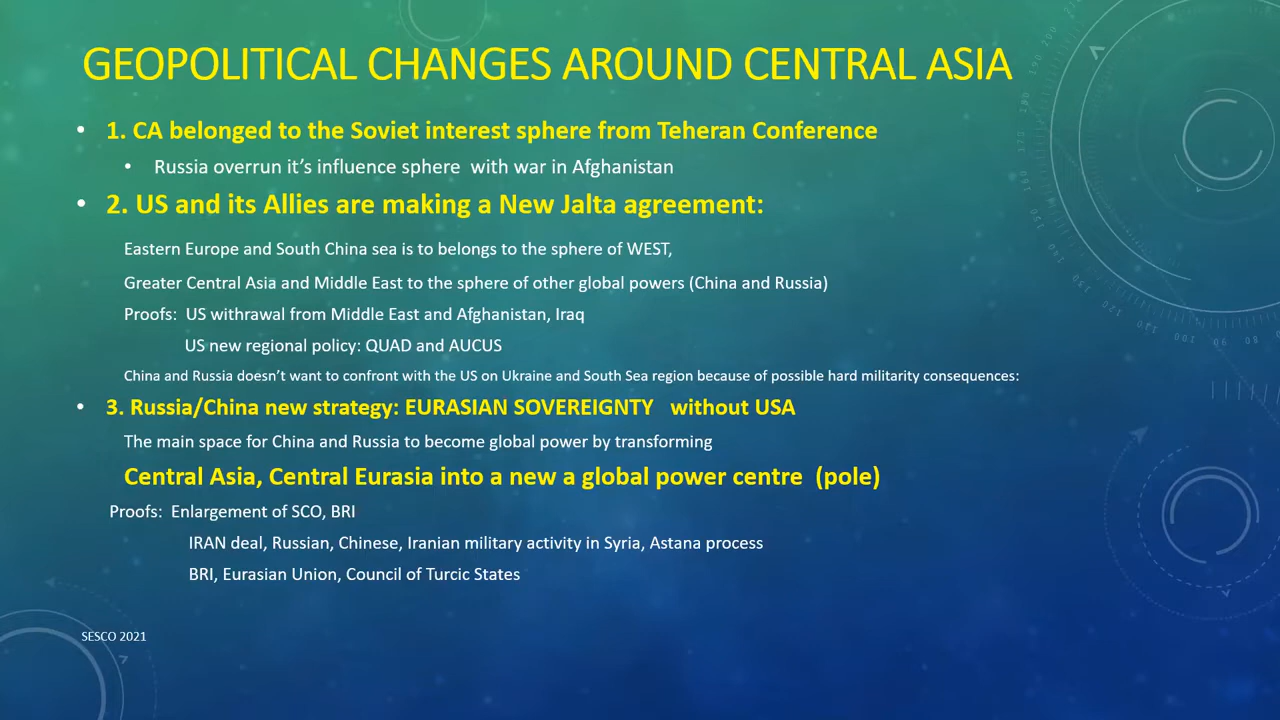 GEOPOLITICAL CHANGES AROUND CENTRAL ASIA
• 1. CA belonged to the Soviet interest sphere from Teheran Conference
• Russia overrun it’s influence sphere with war in Afghanistan
• 2. US and its Allies are making a New Jalta agreement:
Eastern Europe and South China sea is to belongs to the sphere of WEST,
Greater Central Asia and Middle East to the sphere of other global powers (China and Russia)
Proofs: US withrawal from Middle East and Afghanistan, Iraq
US new regional policy: QUAD and AUCUS
China and Russia doesn’t want to confront with the US on Ukraine and South Sea region because of possible hard militarity consequences:
• 3. Russia/China new strategy: EURASIAN SOVEREIGNTY without USA
The main space for China and Russia to become global power by transforming
Central Asia, Central Eurasia into a new a global power centre (pole)
Proofs: Enlargement of SCO, BRI
IRAN deal, Russian, Chinese, Iranian military activity in Syria, Astana process
BRI, Eurasian Union, Council of Turcic States
SESCO 2021